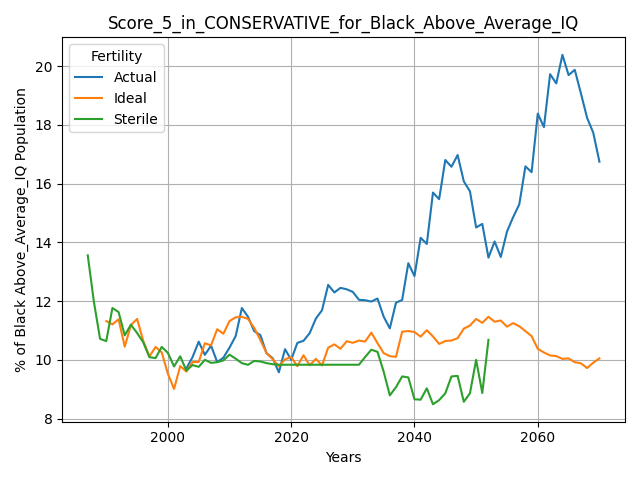 Score_5_in_CONSERVATIVE_for_Black_Above_Average_IQ
Fertility
Actual
Ideal
Sterile
% of Black Above_Average_IQ Population
20
18
16
14
12
10
8
2000
2020
2040
2060
Years